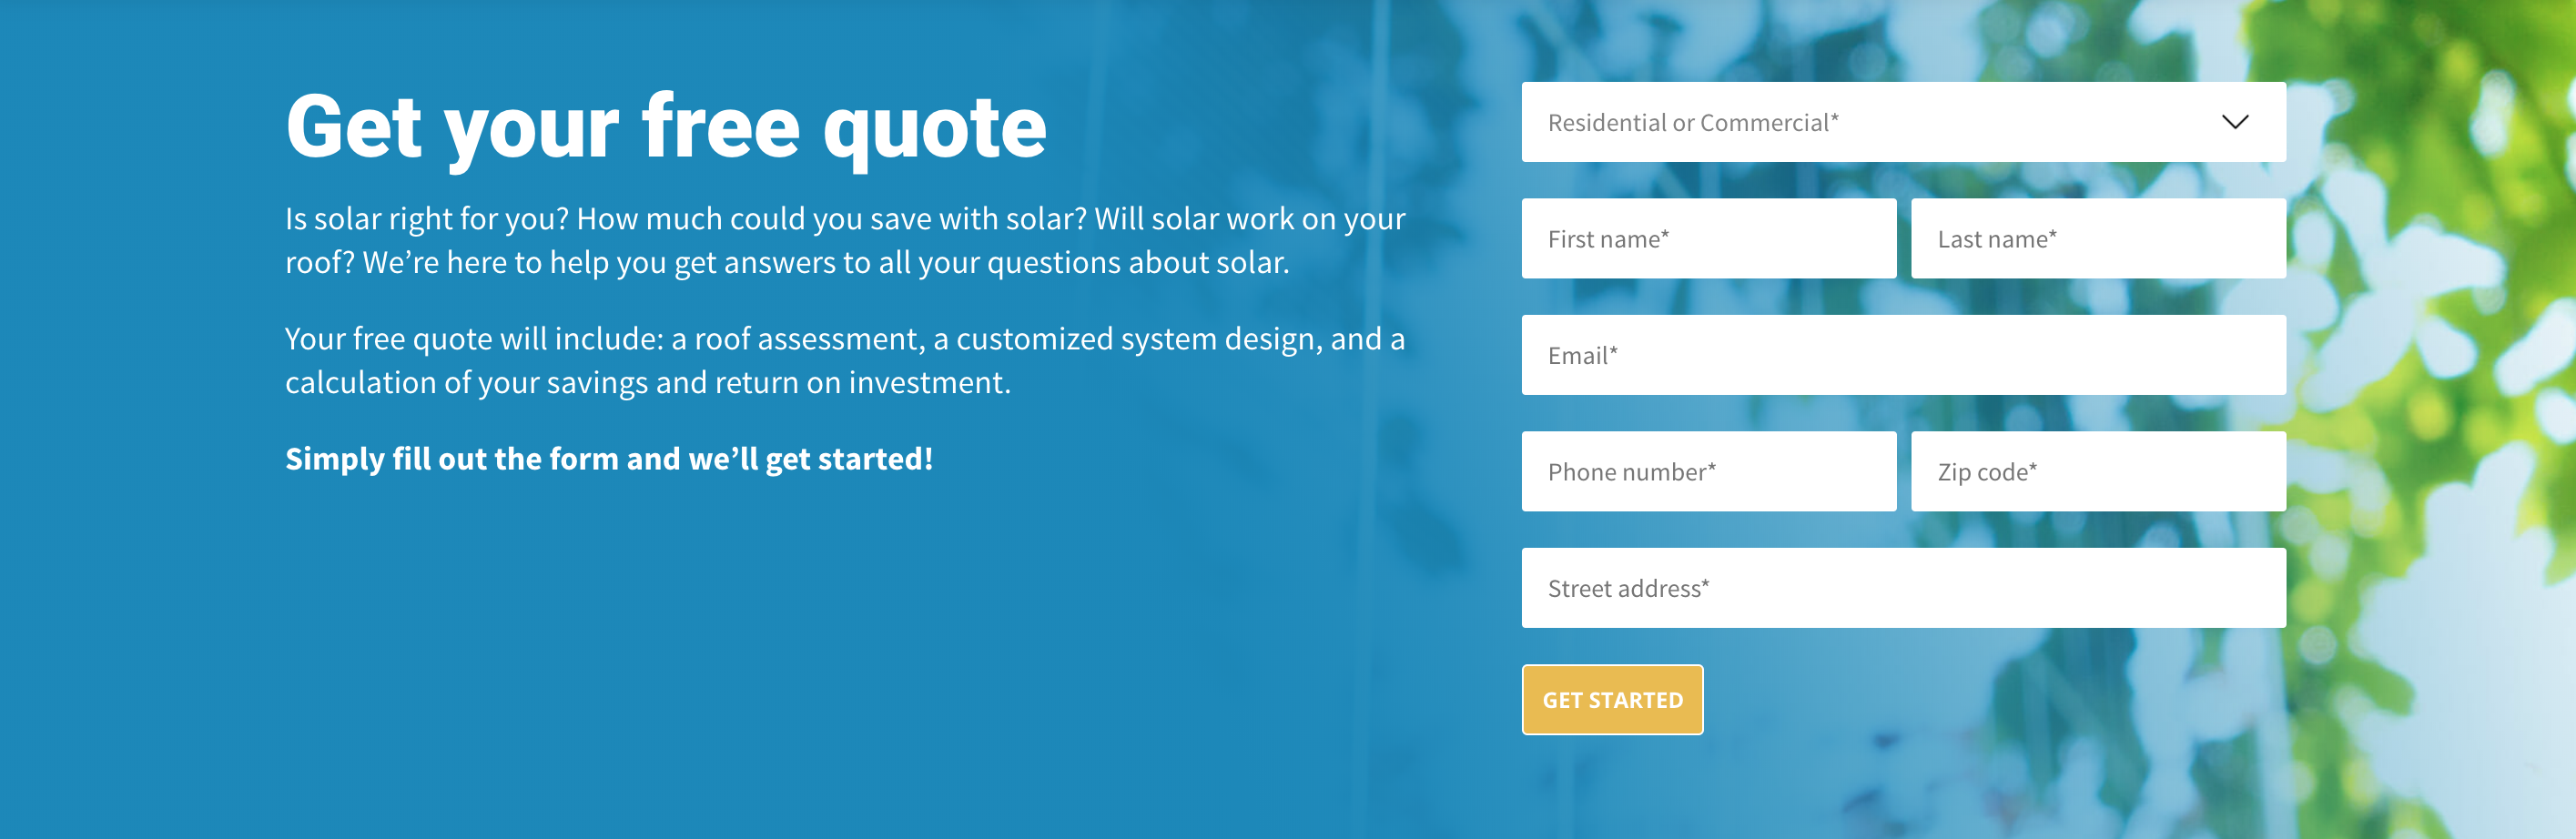 Get your free quote
Is solar right for you? How much could you save with solar? Will solar work on your
roof? We’re here to help you get answers to all your questions about solar.
Your free quote will include: a roof assessment, a customized system design, and a
calculation of your savings and return on investment.
Simply fill out the form and we’ll get started!
Residential or Commercial*
First name*
Last name*
Email*
Phone number*
Zip code*
Street address*
GET STARTED